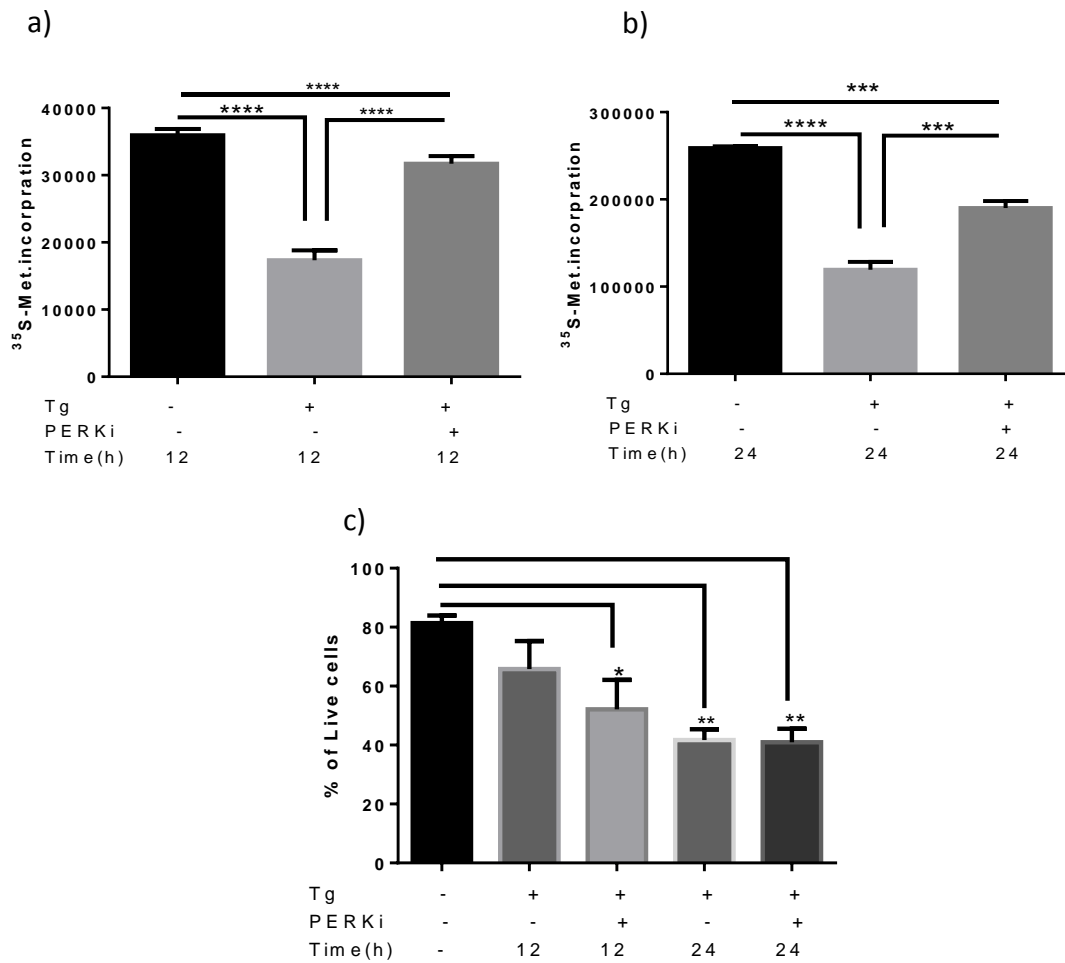 a)
35S-Met.incorpration
40000
30000
20000
10000
0
****
****
****
Tg - + +
PERKi - - +
Time(h) 12 12 12
b)
35S-Met.incorpration
300000
200000
100000
0
***
****
***
Tg - + +
PERKi - - +
Time(h) 24 24 24
c)
% of Live cells
100
80
60
40
20
0
*
**
**
Tg - + + + +
PERKi - - + - +
Time(h) - 12 12 24 24